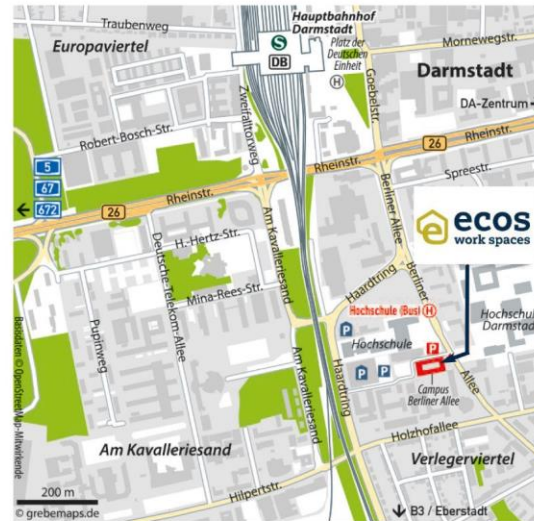 Traubenweg
Europaviertel
Hauptbahnhof
Darmstadt
S
DB
Platz der
Deutschen
Einheit
H
Mornewegstr.
Goebelstr.
Darmstadt
DA-Zentrum
Zweifalltorweg
Robert-Bosch-Str.
5
67
672
26
Rheinstr.
Rheinstr.
Rheinstr.
26
Spreestr.
Berliner Allee
ecos
work spaces
H.-Hertz-Str.
Deutsche-Telekom-Allee
Am Kavalleriesand
Mina-Rees-Str.
Pupinweg
Haardtring
Berliner
Hochschule (Bus) H
Hochschule
Hochschule
Darmstadt
P
P
P
P
Am Kavalleriesand
Haardtring
Campus
Berliner Allee
Allee
Holzhofallee
Am Kavalleriesand
Verlegerviertel
Hilpertstr.
200 m
© grebemaps.de
B3 / Eberstadt
Basisdaten © OpenStreetMap-Mitwirkende